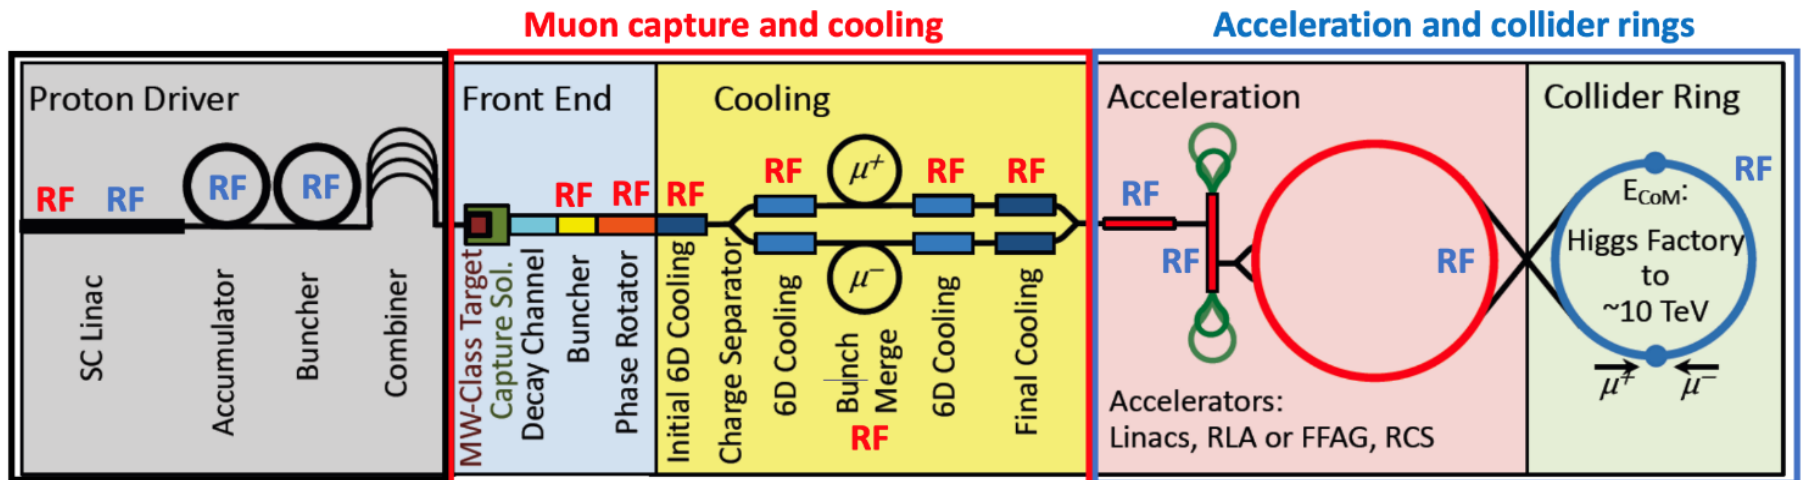 Muon capture and cooling
Acceleration and collider rings
Proton Driver
RF RF RF RF
SC Linac
Accumulator
Buncher
Combiner
Front End
RF RF
MW-Class Target
Capture Sol.
Decay Channel
Buncher
Phase Rotator
Cooling
RF RF RF RF
μ+
μ−
Initial 6D Cooling
Charge Separator
6D Cooling
Bunch
Merge
RF
6D Cooling
Final Cooling
Acceleration
RF
RF
RF
Accelerators:
Linacs, RLA or FFAG, RCS
Collider Ring
RF
ECoM:
Higgs Factory
to
~10 TeV
μ+ μ−